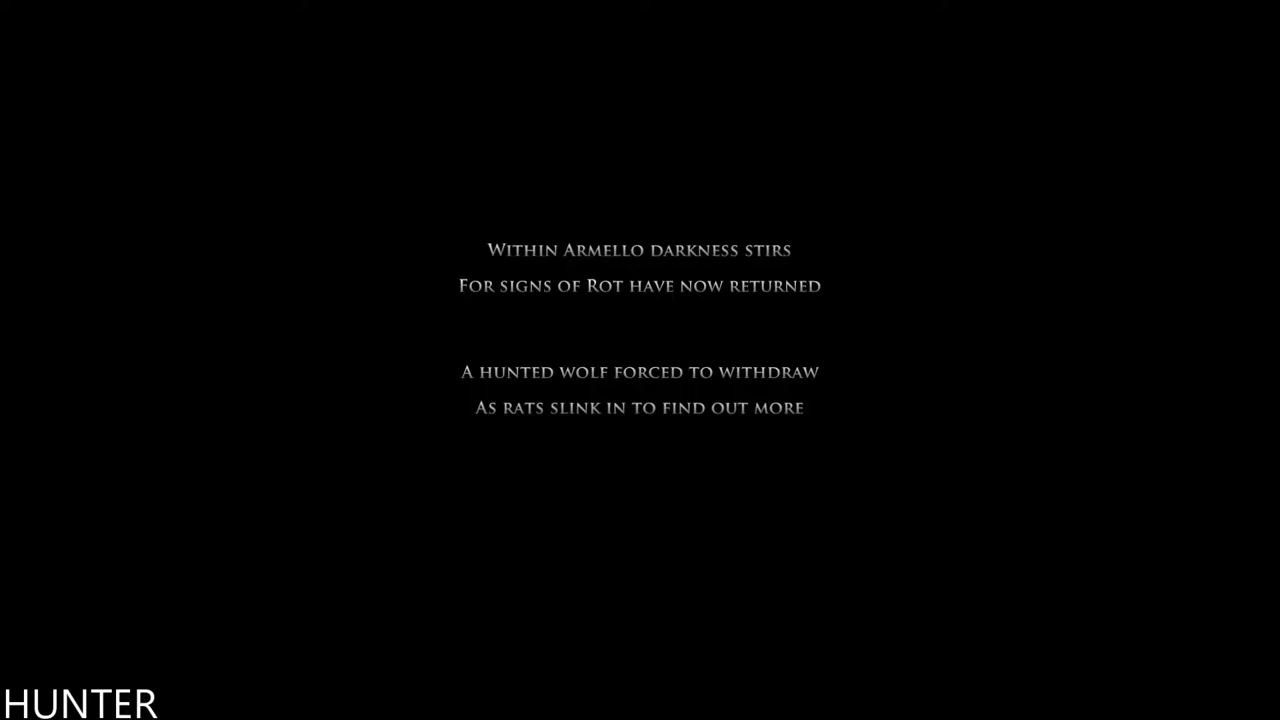 Within Armello darkness stirs
For signs of Rot have now returned
A hunted wolf forced to withdraw
As rats slink in to find out more
HUNTER